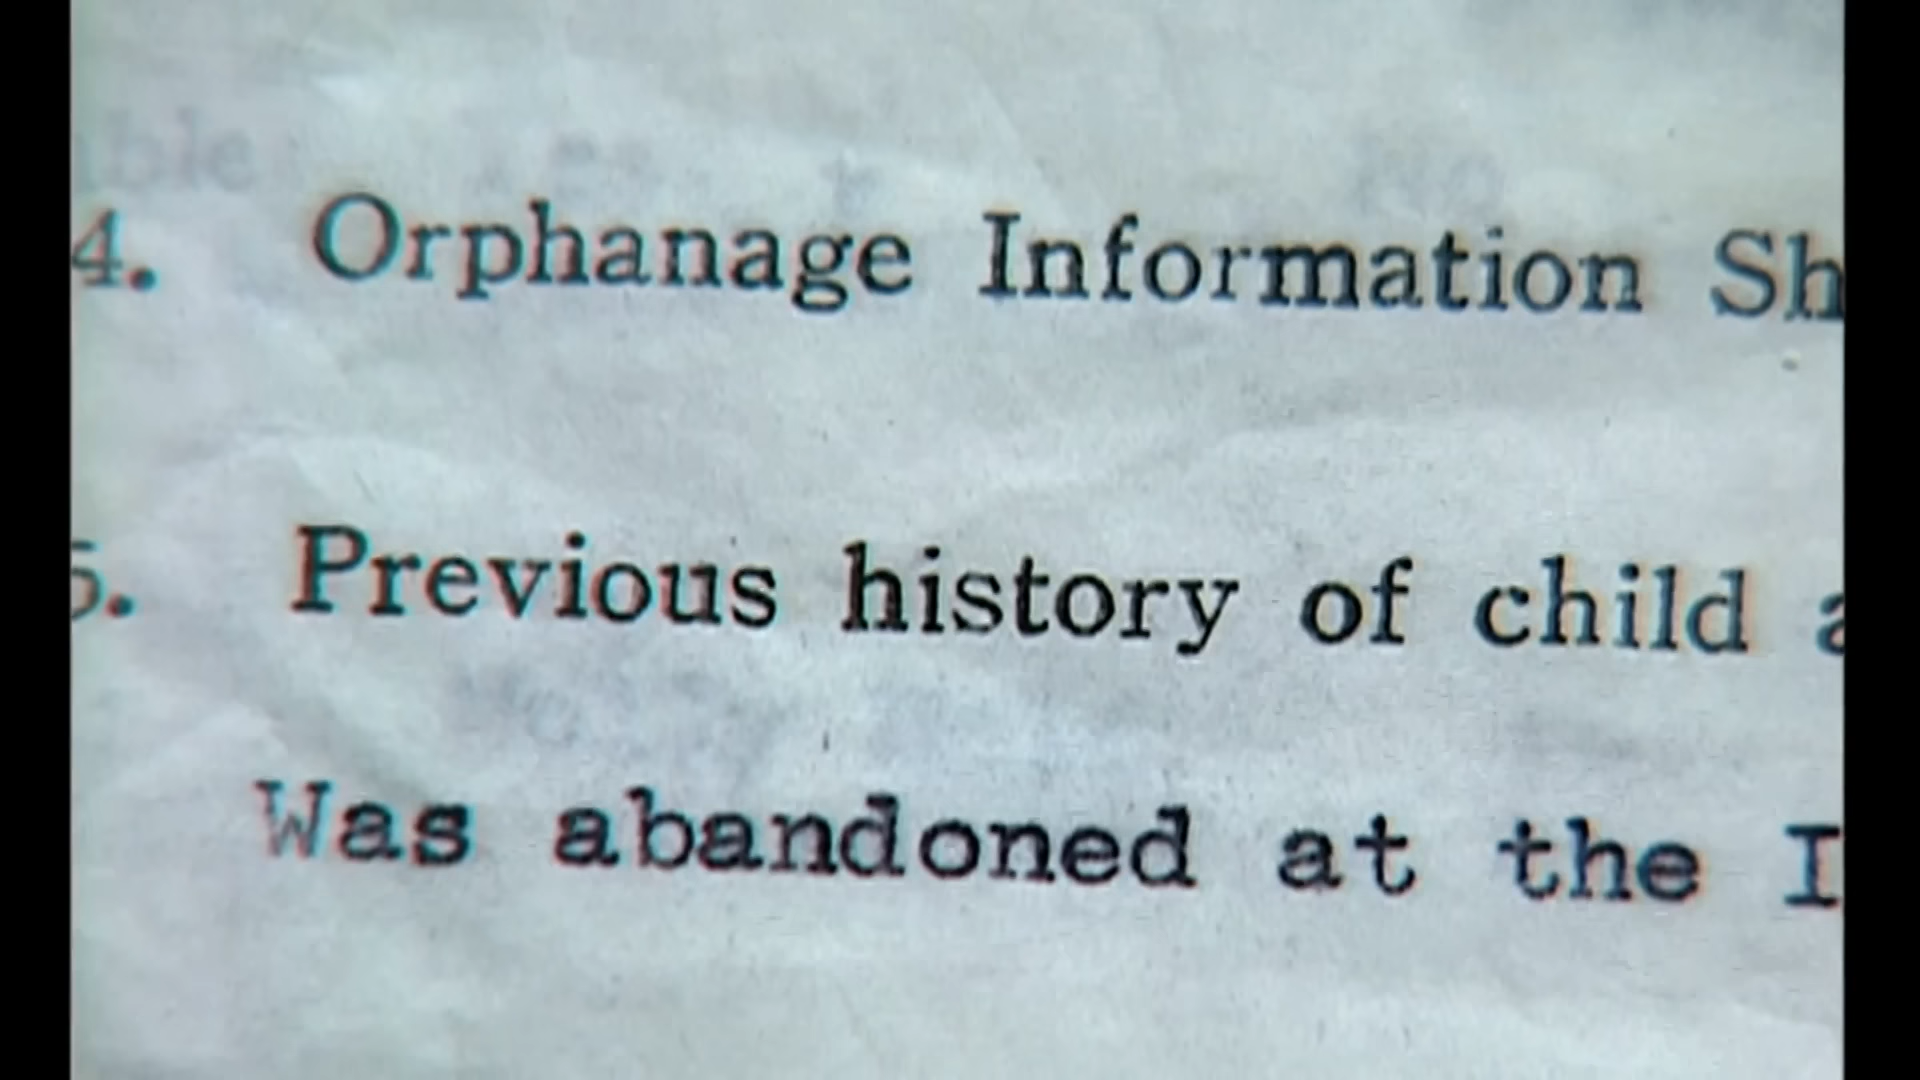 4. Orphanage Information Sh
5. Previous history of child a
Was abandoned at the I